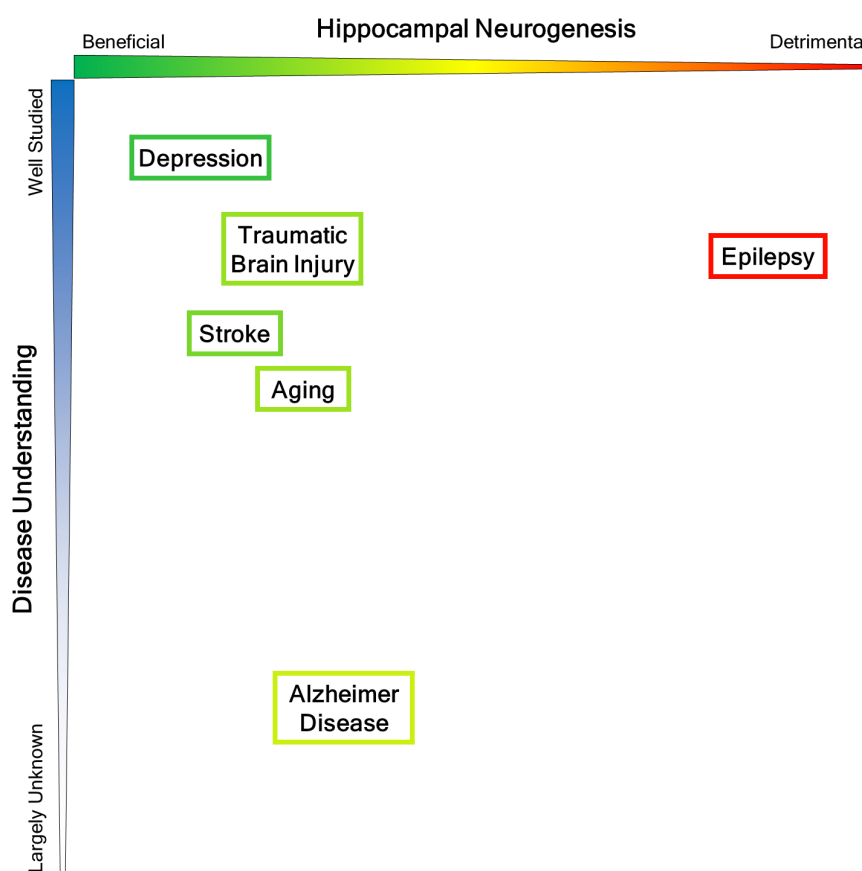 Hippocampal Neurogenesis
Beneficial
Detrimenta
Well Studied
Disease Understanding
Largely Unknown
Depression
Traumatic
Brain Injury
Epilepsy
Stroke
Aging
Alzheimer
Disease